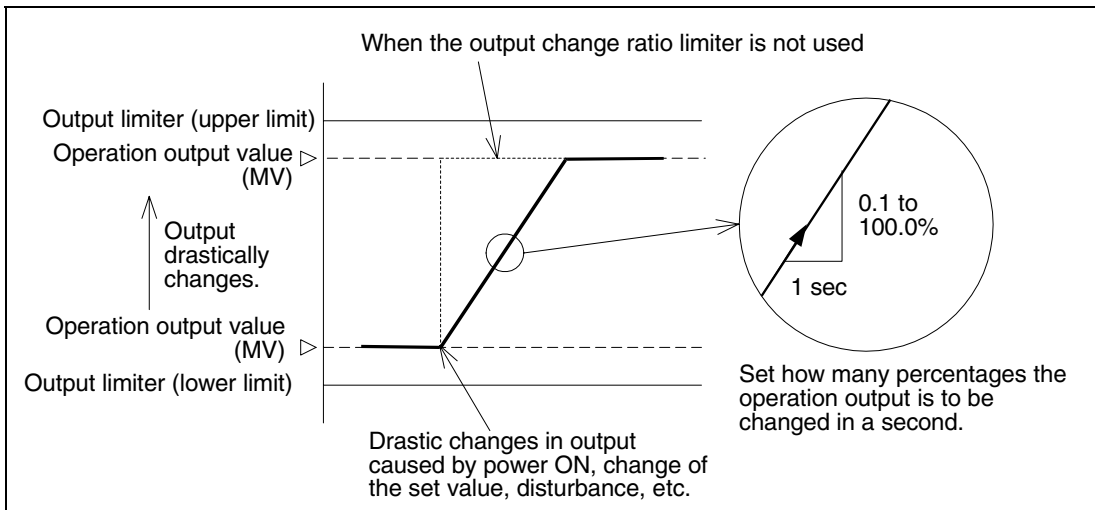 When the output change ratio limiter is not used
Output limiter (upper limit)
Operation output value
(MV)
Output
drastically
changes.
Operation output value
(MV)
Output limiter (lower limit)
Drastic changes in output
caused by power ON, change of
the set value, disturbance, etc.
0.1 to
100.0%
1 sec
Set how many percentages the
operation output is to be
changed in a second.